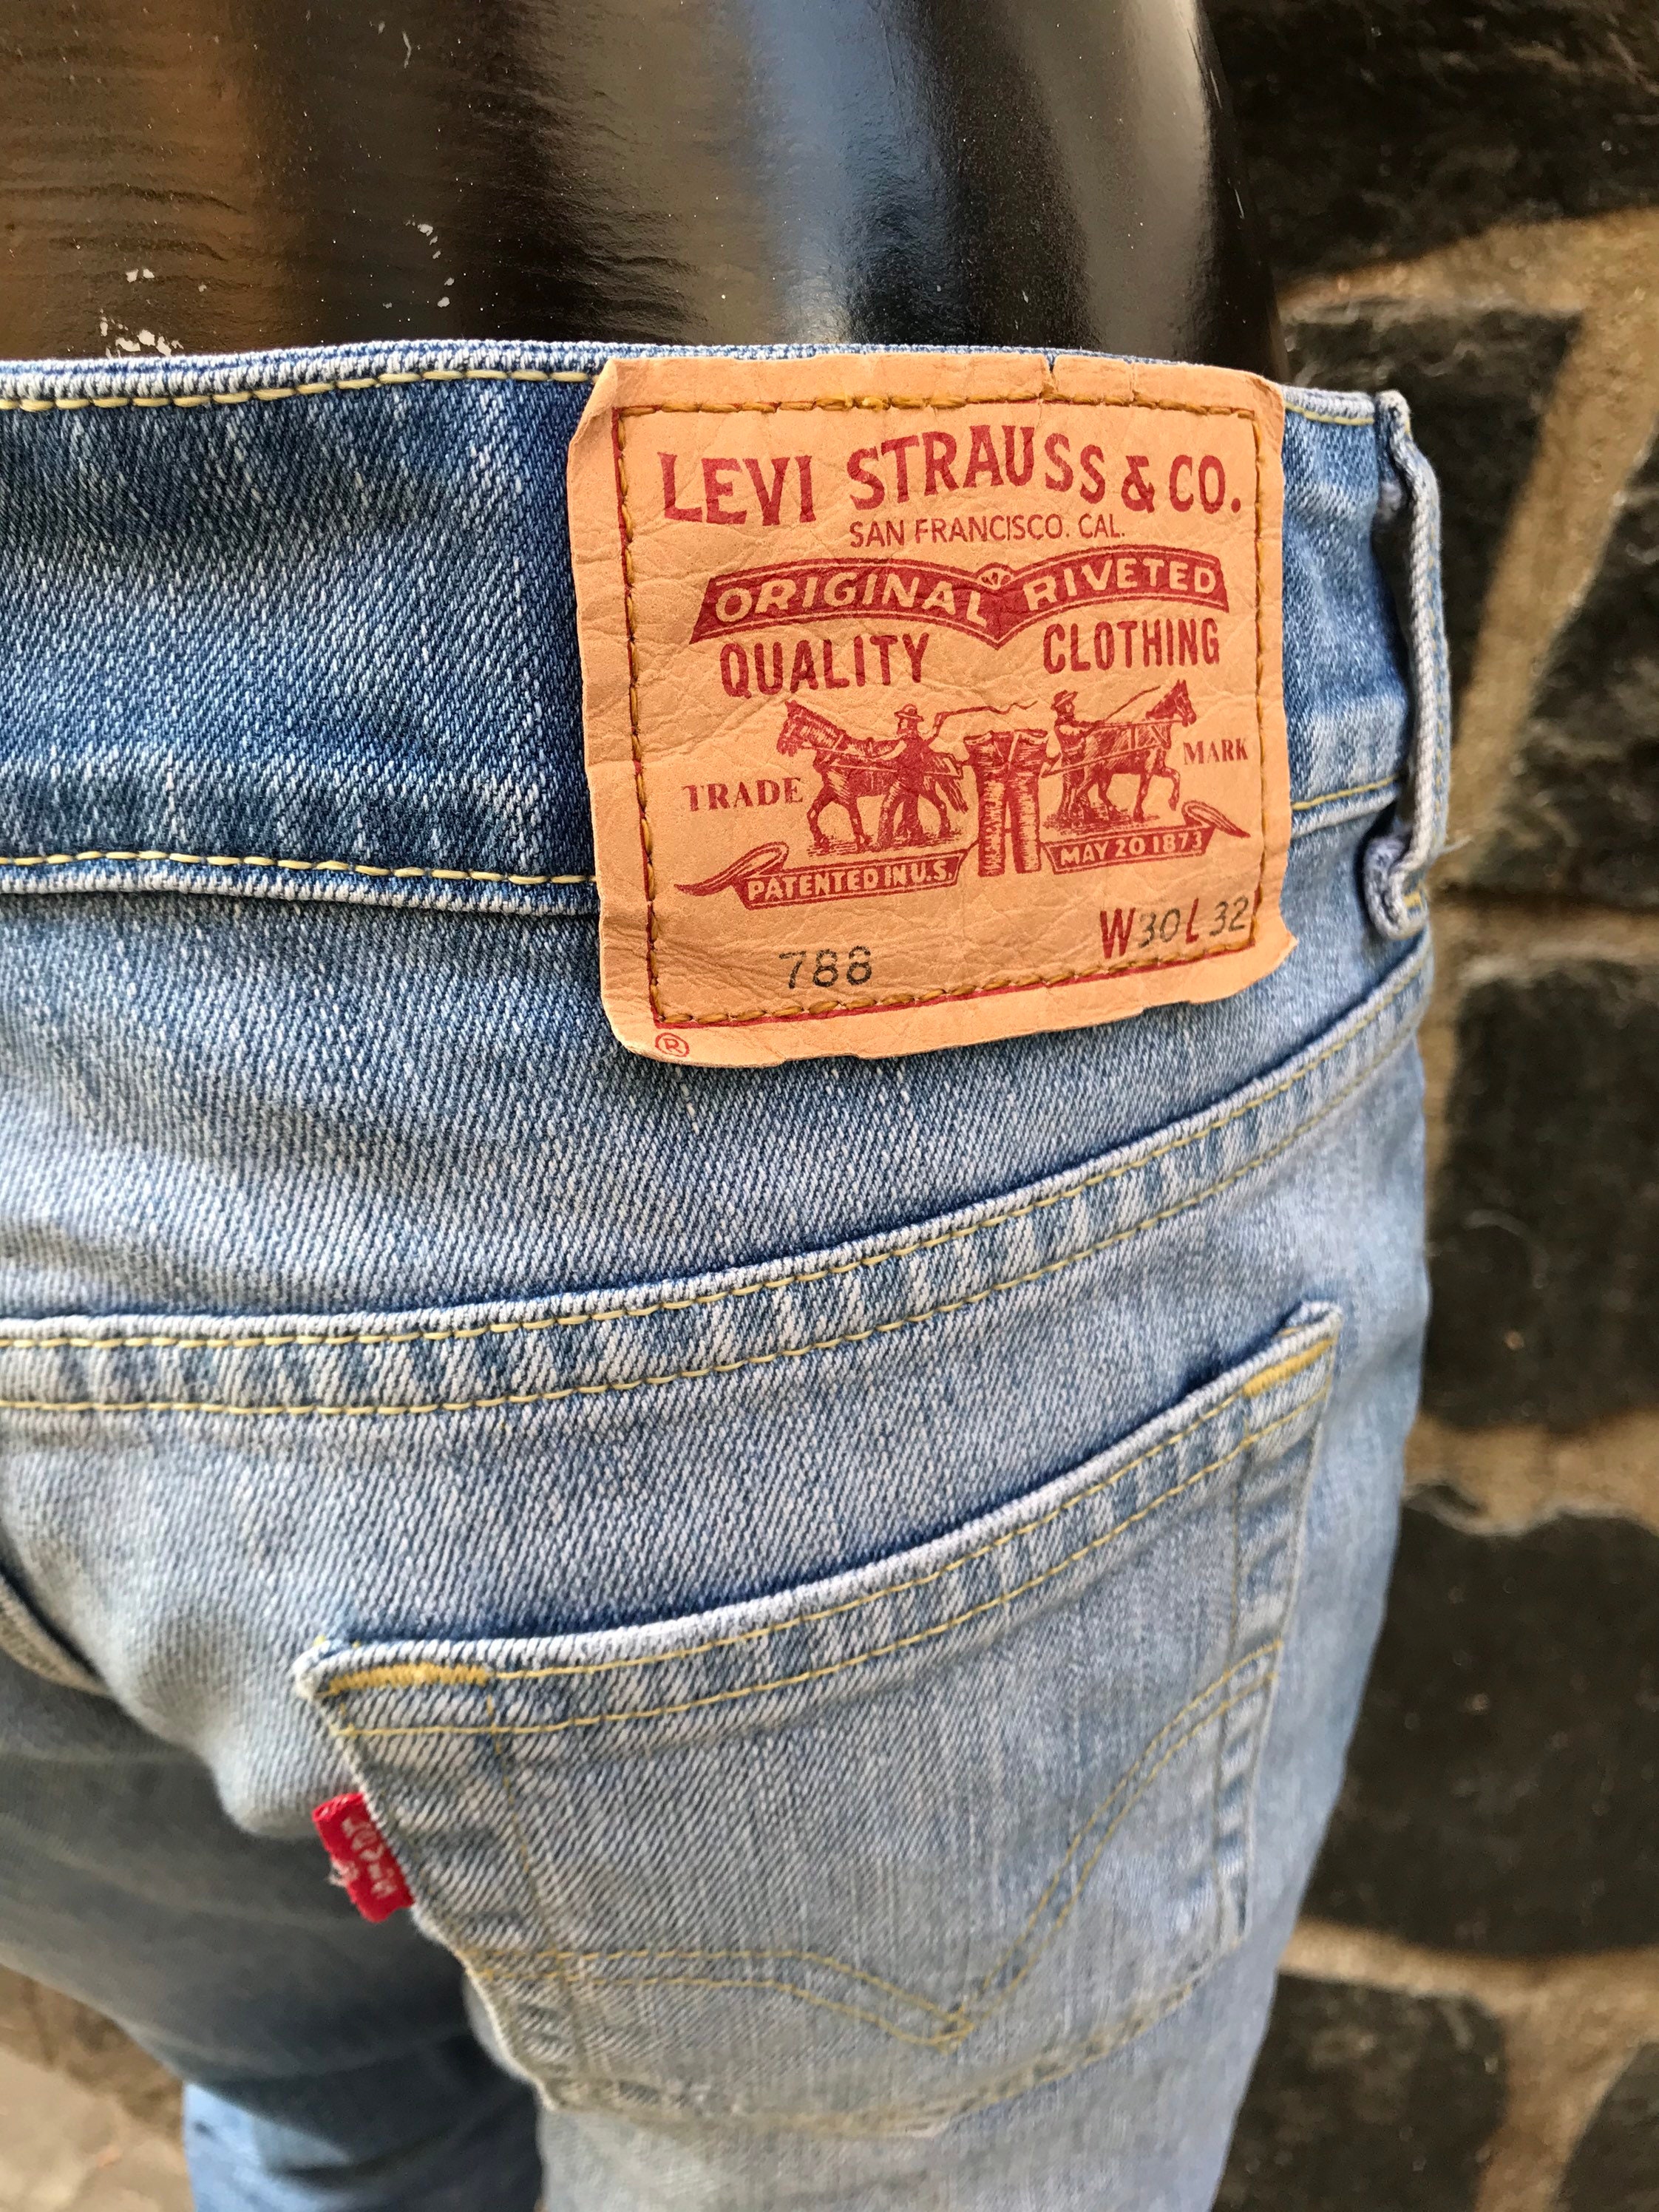 LEVI STRAUSS & CO.
SAN FRANCISCO. CAL.
ORIGINAL RIVETED
QUALITY CLOTHING
TRADE MARK
PATENTED IN U.S. MAY 20 1873
W30 L32
788
®
LEVI'S